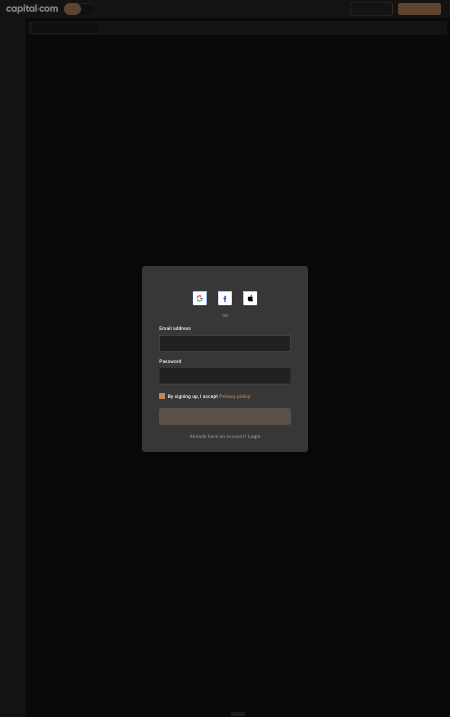 capital·com
OR
Email address
Password
By signing up, I accept Privacy policy
Already have an account? Login